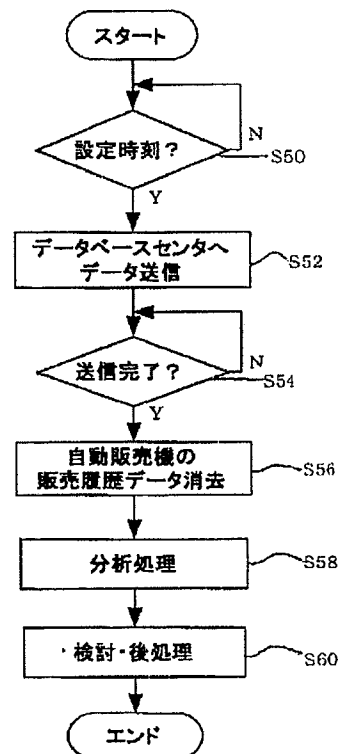 スタート
設定時刻？
N
S50
Y
データベースセンタへ
データ送信
S52
送信完了？
N
S54
Y
自動販売機の
販売履歴データ消去
S56
分析処理
S58
・検討・後処理
S60
エンド